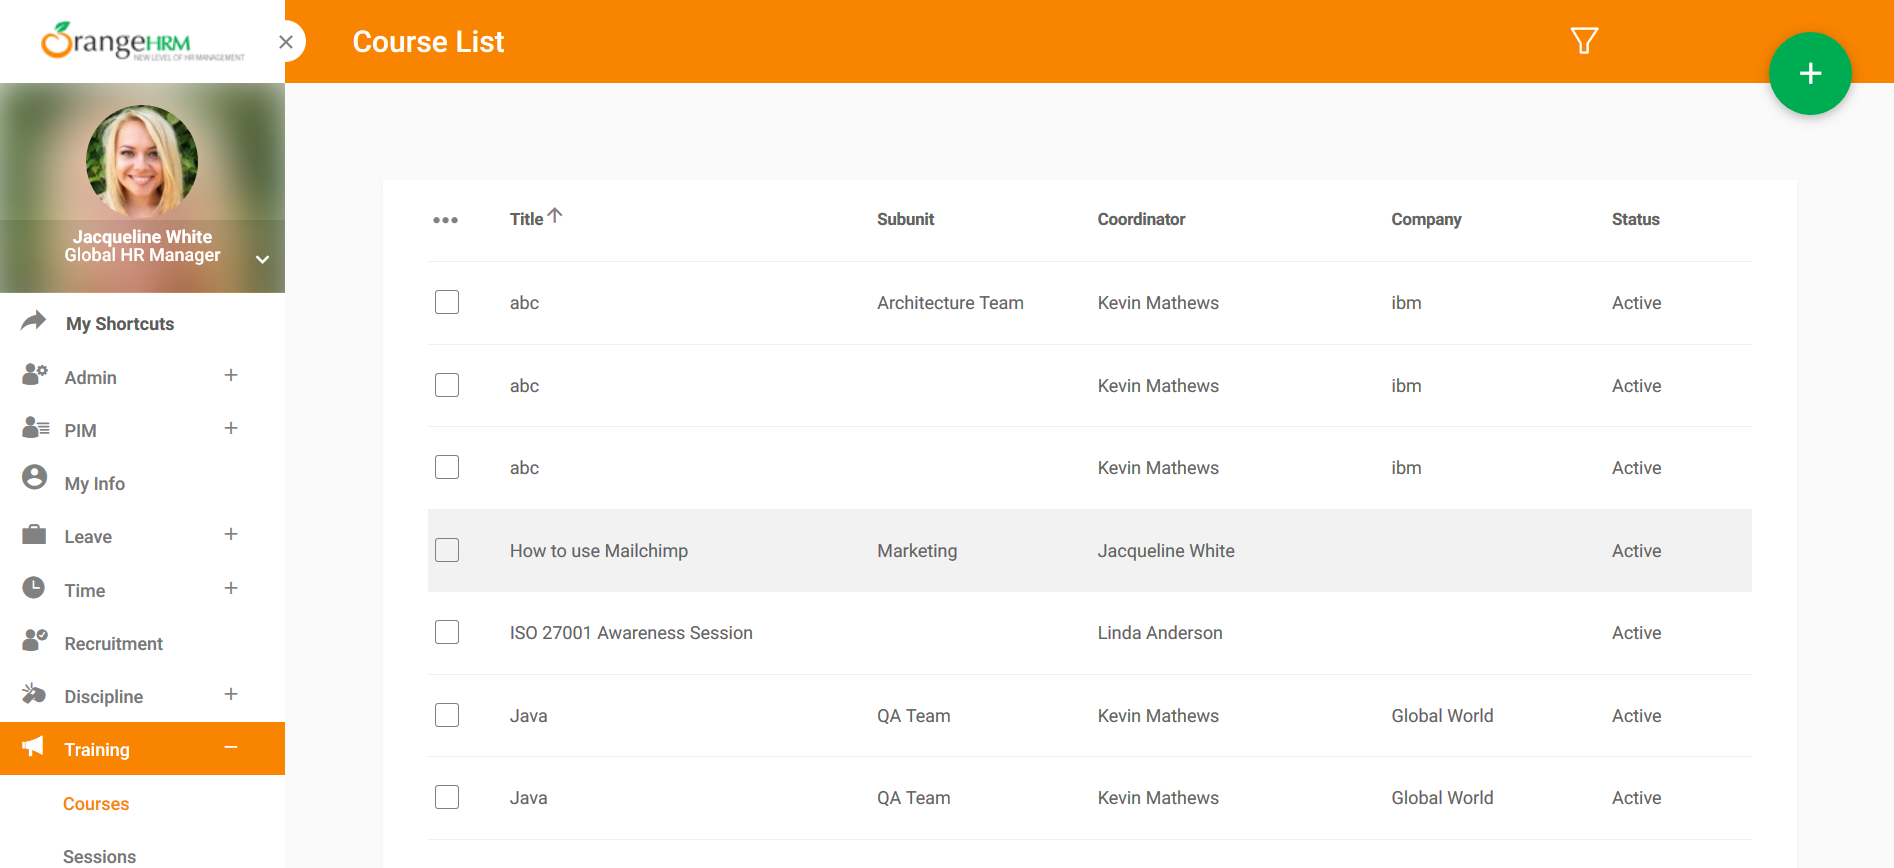 OrangeHRM
NEW LEVEL OF HR MANAGEMENT
Course List
Jacqueline White
Global HR Manager
My Shortcuts
Admin
PIM
My Info
Leave
Time
Recruitment
Discipline
Training
Courses
Sessions
Title Subunit Coordinator Company Status
abc Architecture Team Kevin Mathews ibm Active
abc Kevin Mathews ibm Active
abc Kevin Mathews ibm Active
How to use Mailchimp Marketing Jacqueline White Active
ISO 27001 Awareness Session Linda Anderson Active
Java QA Team Kevin Mathews Global World Active
Java QA Team Kevin Mathews Global World Active